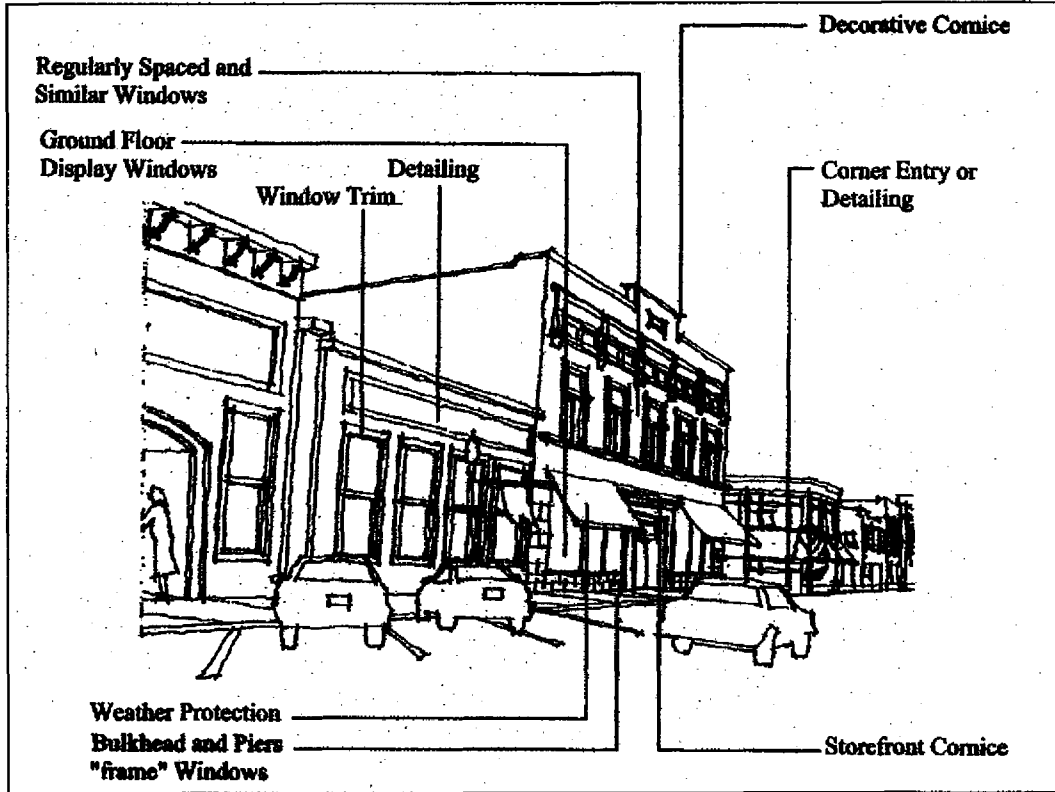 Decorative Cornice
Regularly Spaced and
Similar Windows
Ground Floor
Display Windows
Detailing
Window Trim
Corner Entry or
Detailing
Weather Protection
Bulkhead and Piers
"frame" Windows
Storefront Cornice